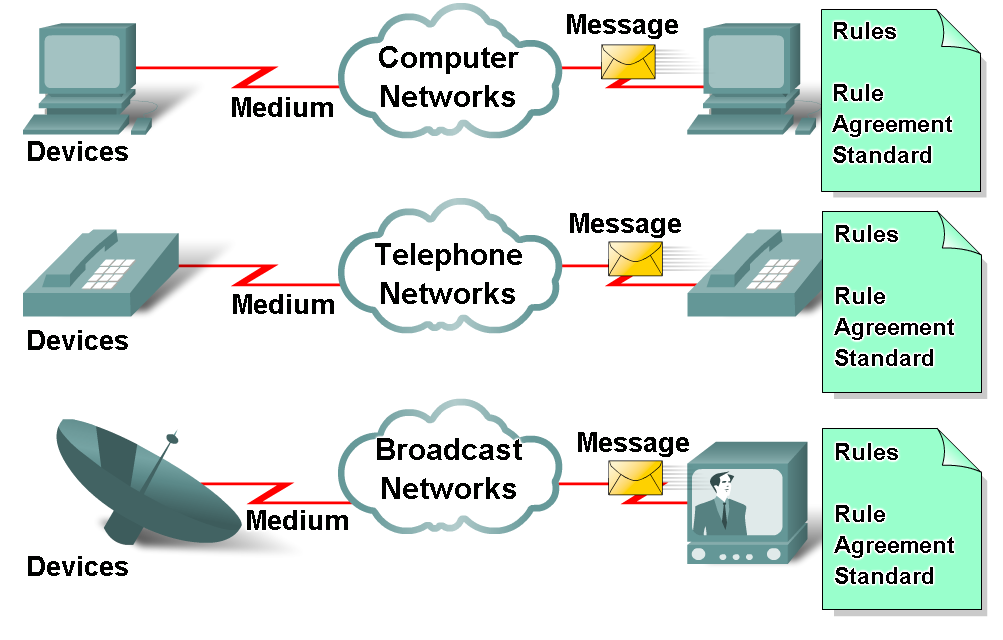 Message
Rules
Computer
Networks
Rule
Agreement
Standard
Medium
Devices
Message
Rules
Telephone
Networks
Rule
Agreement
Standard
Medium
Devices
Message
Rules
Broadcast
Networks
Rule
Agreement
Standard
Medium
Devices